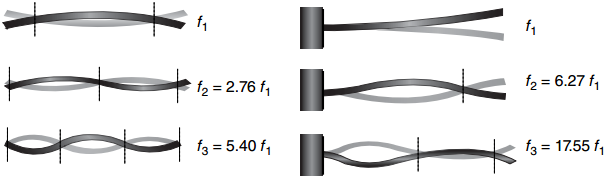 f₁
f₂ = 2.76 f₁
f₃ = 5.40 f₁
f₁
f₂ = 6.27 f₁
f₃ = 17.55 f₁